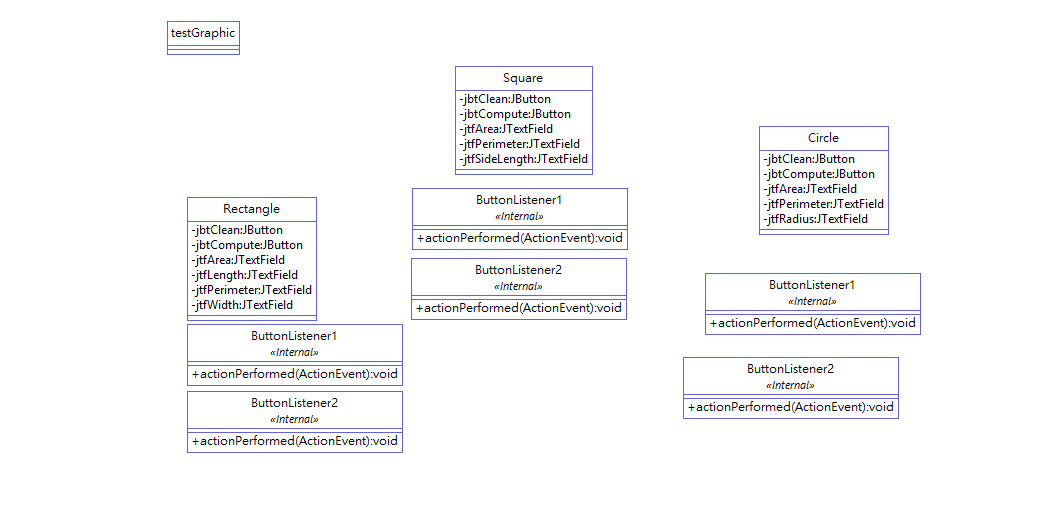 testGraphic
Square
-jbtClean:JButton
-jbtCompute:JButton
-jtfArea:JTextField
-jtfPerimeter:JTextField
-jtfSideLength:JTextField
Circle
-jbtClean:JButton
-jbtCompute:JButton
-jtfArea:JTextField
-jtfPerimeter:JTextField
-jtfRadius:JTextField
Rectangle
-jbtClean:JButton
-jbtCompute:JButton
-jtfArea:JTextField
-jtfLength:JTextField
-jtfPerimeter:JTextField
-jtfWidth:JTextField
ButtonListener1
«Internal»
+actionPerformed(ActionEvent):void
ButtonListener2
«Internal»
+actionPerformed(ActionEvent):void
ButtonListener1
«Internal»
+actionPerformed(ActionEvent):void
ButtonListener2
«Internal»
+actionPerformed(ActionEvent):void
ButtonListener1
«Internal»
+actionPerformed(ActionEvent):void
ButtonListener2
«Internal»
+actionPerformed(ActionEvent):void